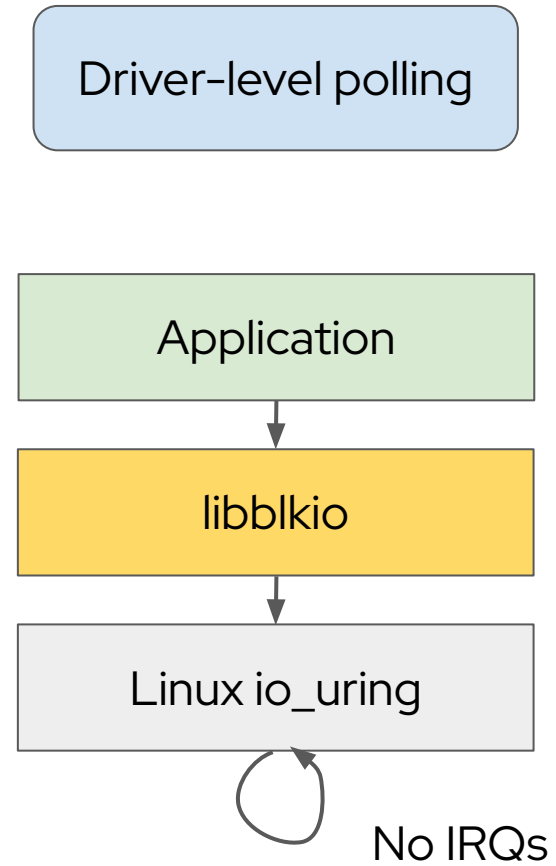 Driver-level polling
Application
libblkio
Linux io_uring
No IRQs